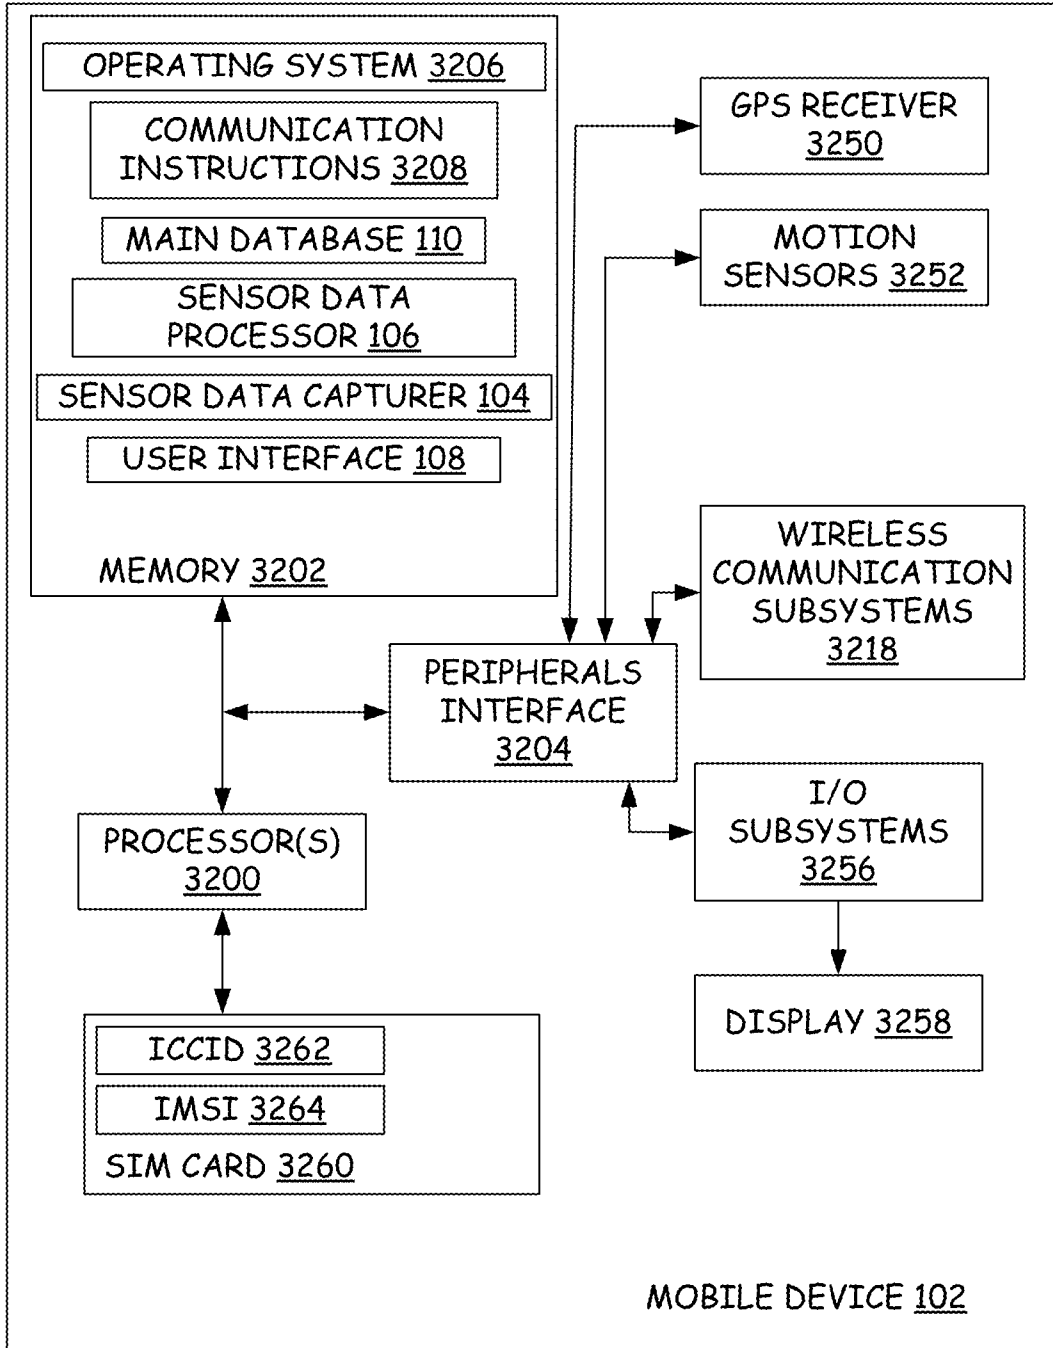 OPERATING SYSTEM 3206
COMMUNICATION
INSTRUCTIONS 3208
MAIN DATABASE 110
SENSOR DATA
PROCESSOR 106
SENSOR DATA CAPTURER 104
USER INTERFACE 108
MEMORY 3202
GPS RECEIVER
3250
MOTION
SENSORS 3252
WIRELESS
COMMUNICATION
SUBSYSTEMS
3218
PERIPHERALS
INTERFACE
3204
I/O
SUBSYSTEMS
3256
PROCESSOR(S)
3200
DISPLAY 3258
ICCID 3262
IMSI 3264
SIM CARD 3260
MOBILE DEVICE 102